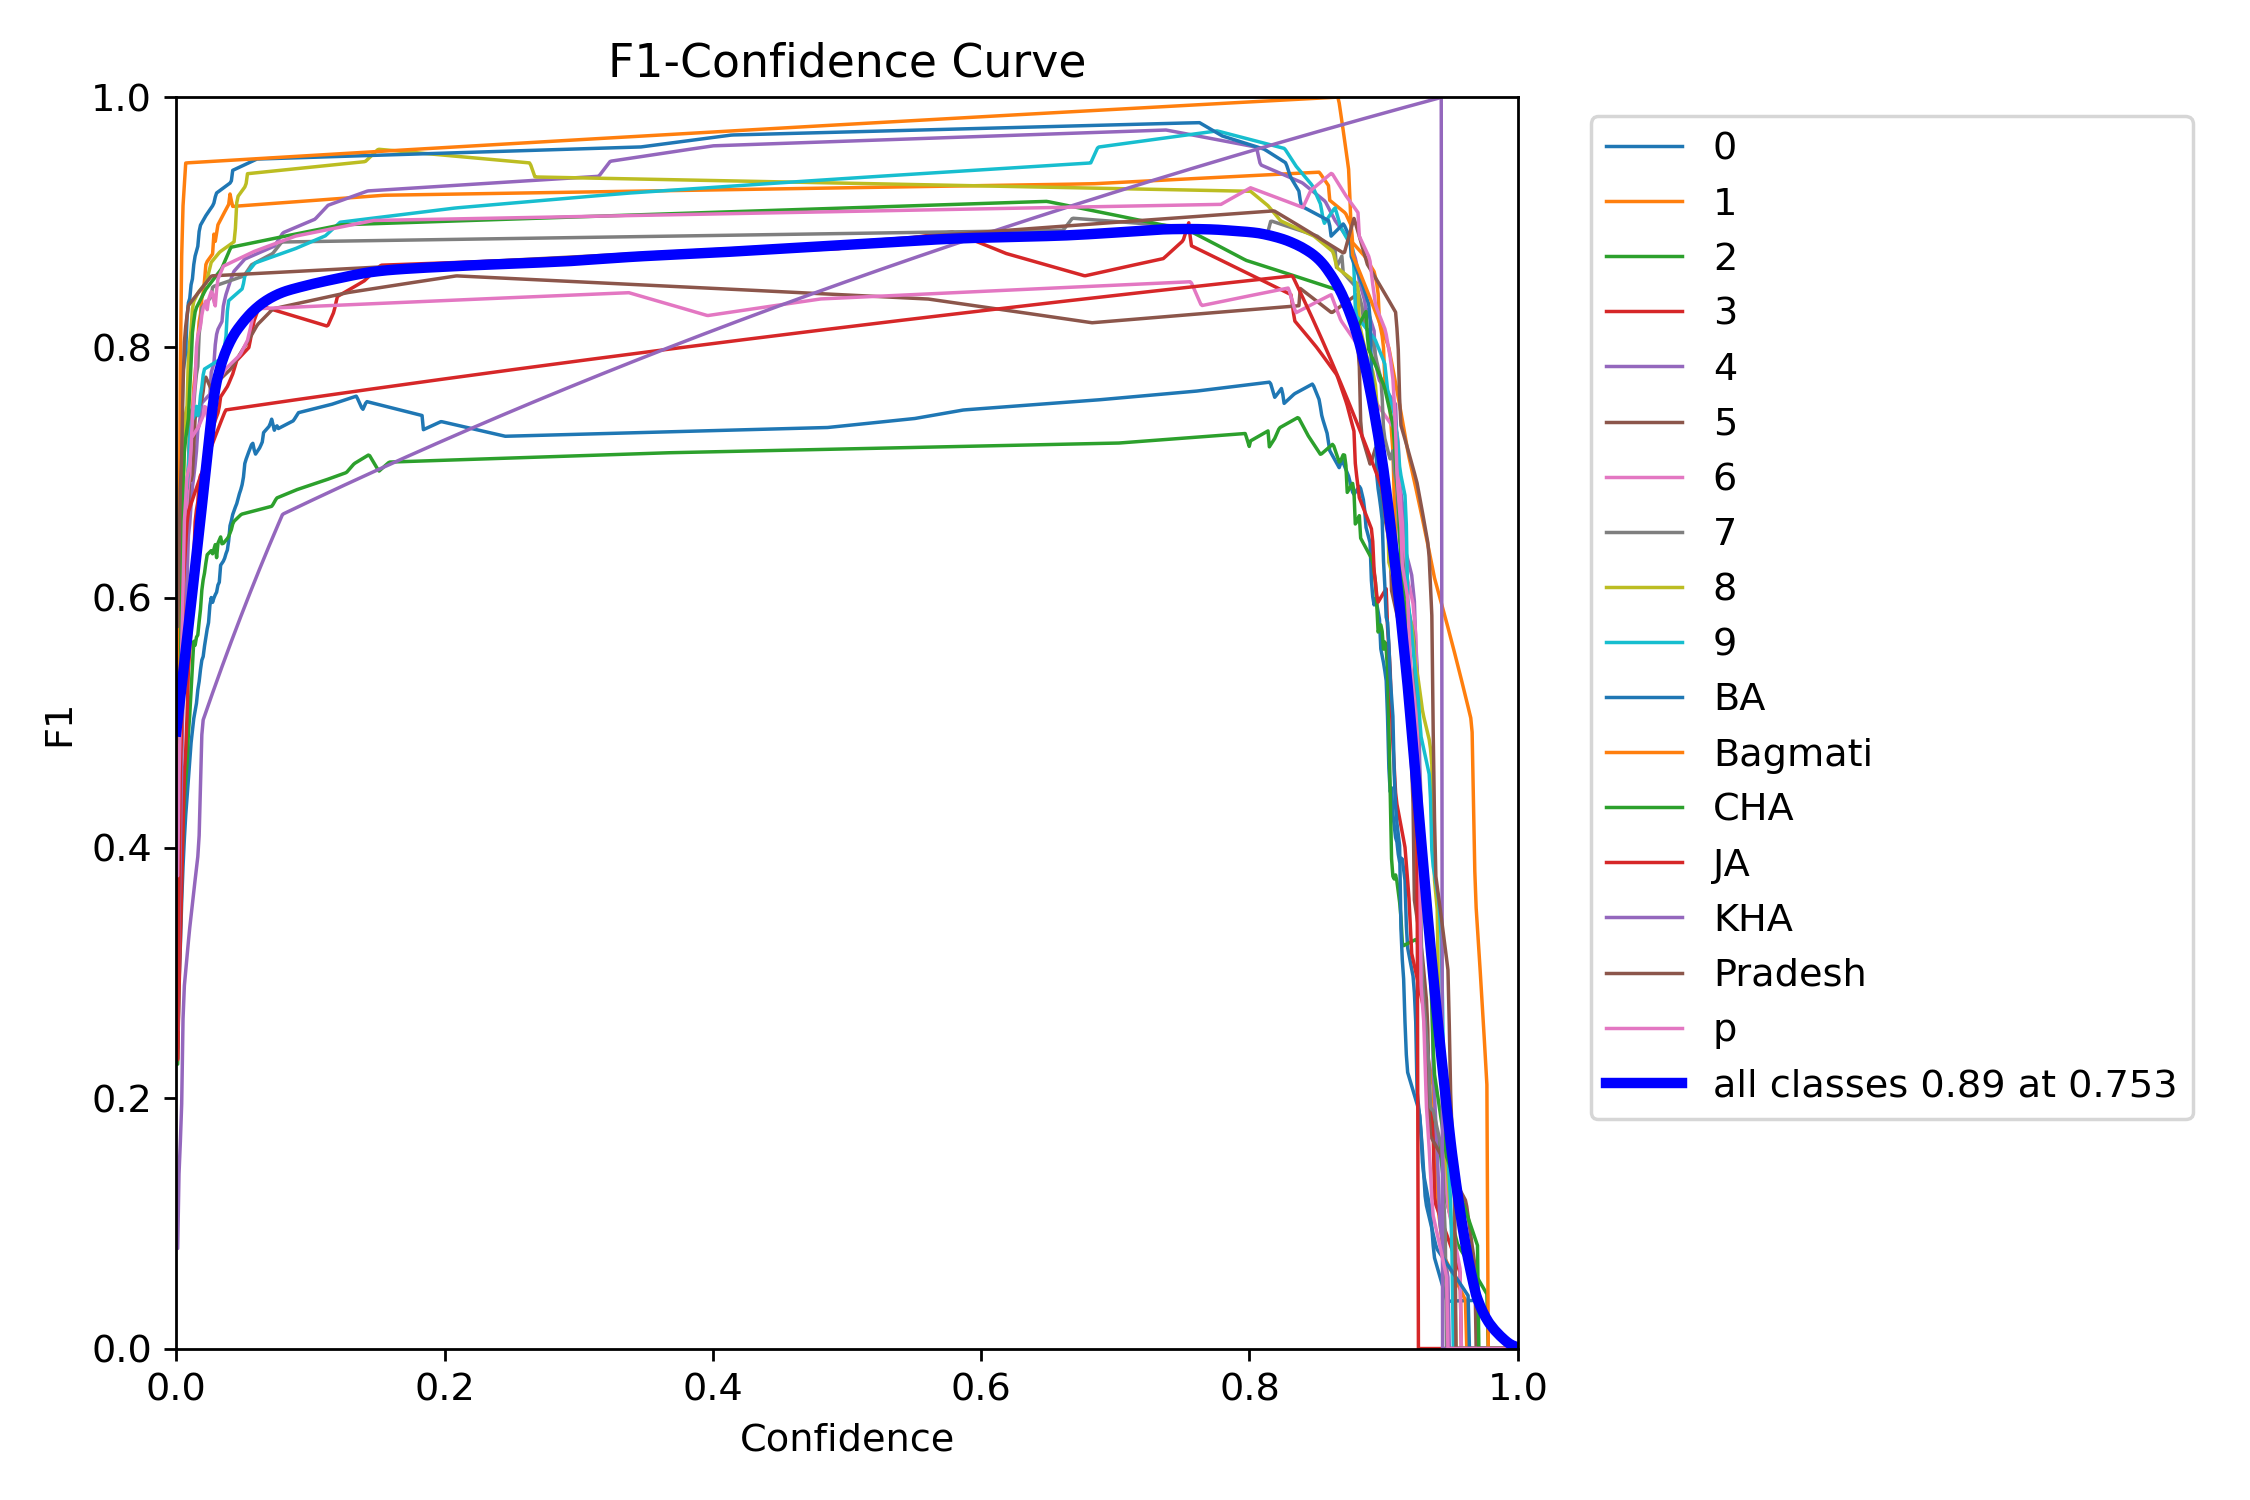 F1-Confidence Curve
1.0
0.8
0.6
0.4
0.2
0.0
F1
0.0 0.2 0.4 0.6 0.8 1.0
Confidence
0
1
2
3
4
5
6
7
8
9
BA
Bagmati
CHA
JA
KHA
Pradesh
p
all classes 0.89 at 0.753